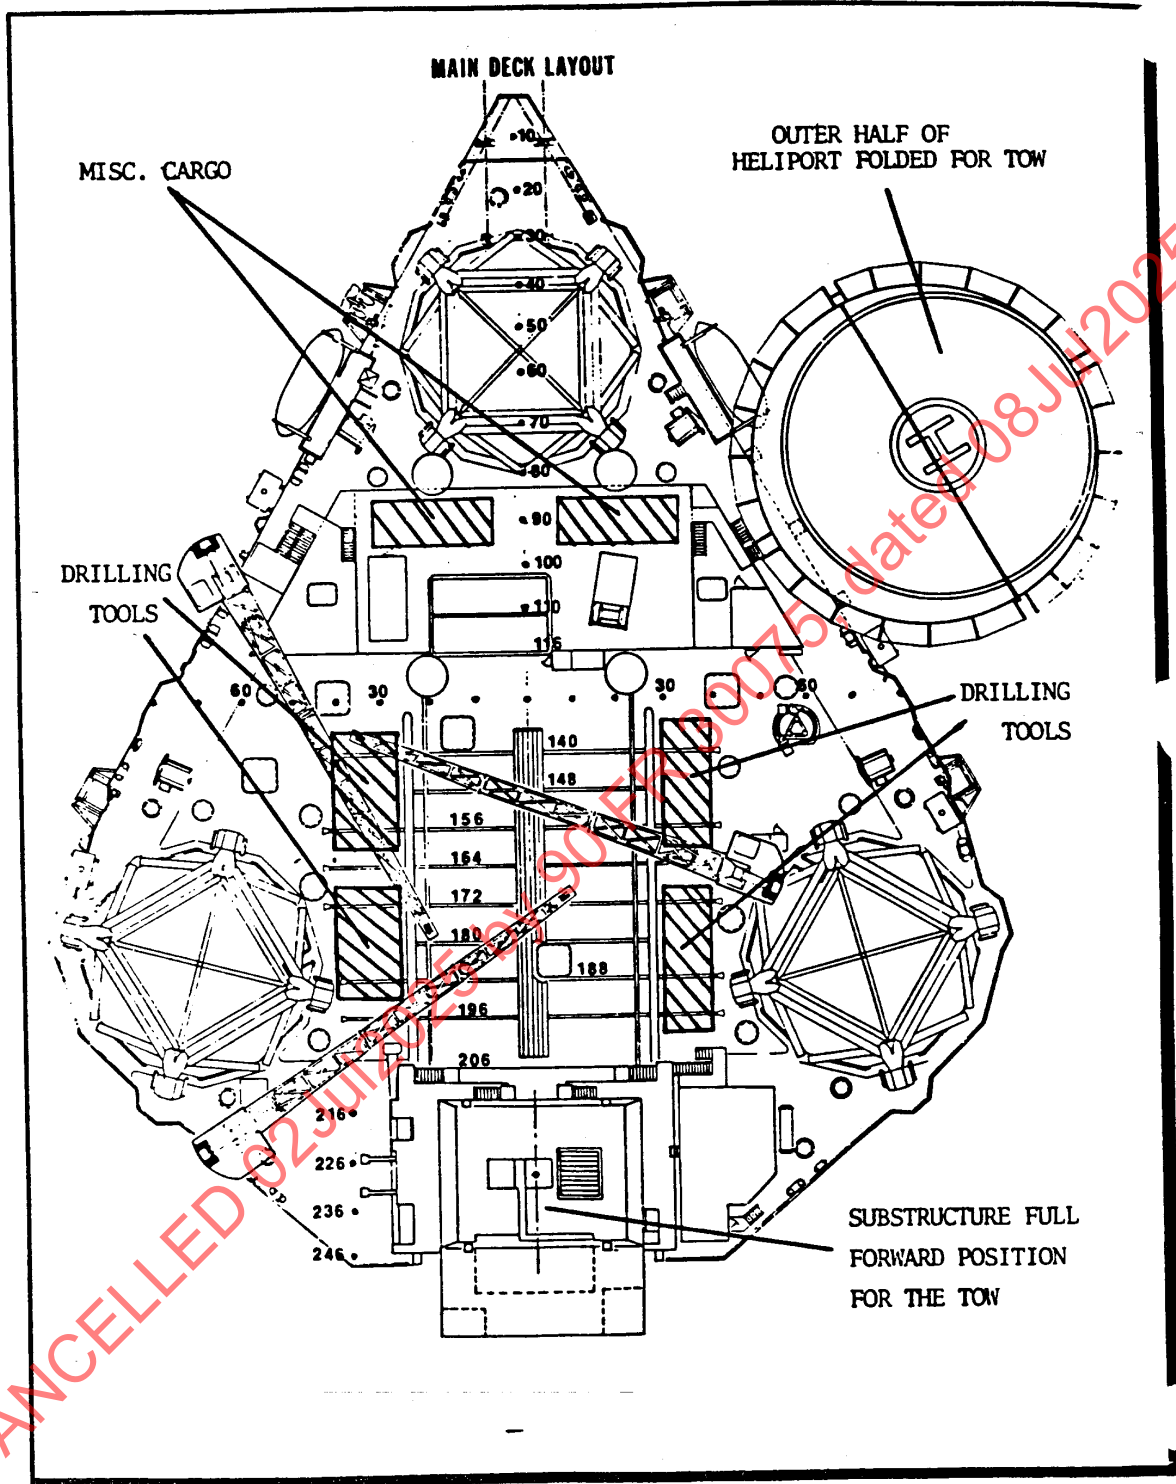 MAIN DECK LAYOUT
OUTER HALF OF
HELIPORT FOLDED FOR TOW
MISC. CARGO
10
20
30
40
50
60
70
80
90
100
110
DRILLING
TOOLS
60
30
30
60
DRILLING
TOOLS
140
148
156
164
172
180
188
196
206
216
226
236
246
SUBSTRUCTURE FULL
FORWARD POSITION
FOR THE TOW
ANCELLED 02Jul2025 by 90 FR 30075, dated 08Jul2025